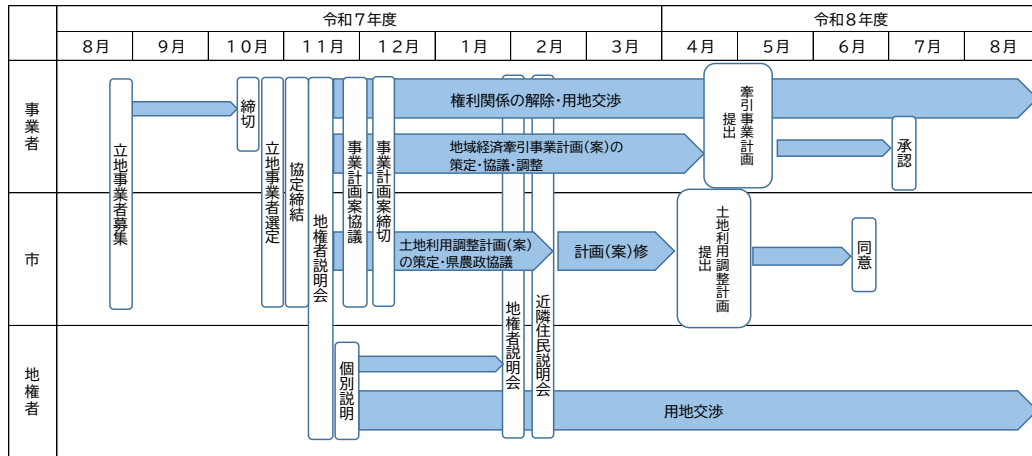 令和7年度
令和8年度
8月
9月
10月
11月
12月
1月
2月
3月
4月
5月
6月
7月
8月
事業者
立地事業者募集
締切
立地事業者選定
協定締結
地権者説明会
事業計画案協議
事業計画案締切
権利関係の解除・用地交渉
地域経済牽引事業計画(案)の
策定・協議・調整
牽引事業計画
提出
承認
市
土地利用調整計画(案)
の策定・県農政協議
計画(案)修
土地利用調整計画
提出
同意
地権者
個別説明
地権者説明会
近隣住民説明会
用地交渉